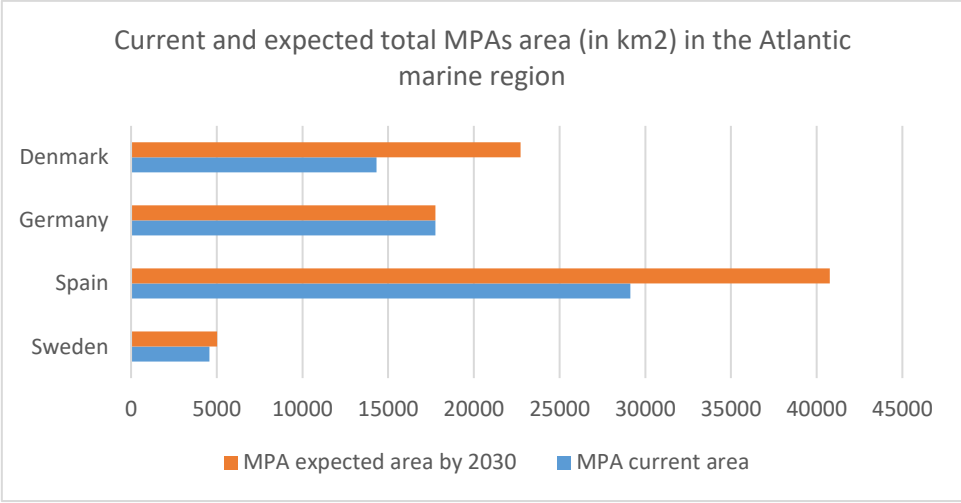 Current and expected total MPAs area (in km2) in the Atlantic
marine region
Denmark
Germany
Spain
Sweden
0 5000 10000 15000 20000 25000 30000 35000 40000 45000
MPA expected area by 2030 MPA current area